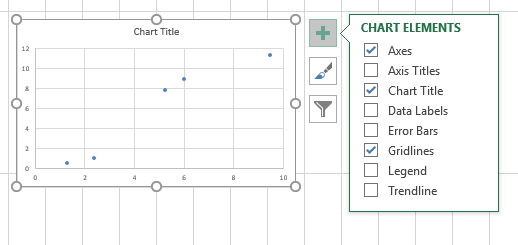 Chart Title
12
10
8
6
4
2
0
0 2 4 6 8 10
CHART ELEMENTS
Axes
Axis Titles
Chart Title
Data Labels
Error Bars
Gridlines
Legend
Trendline